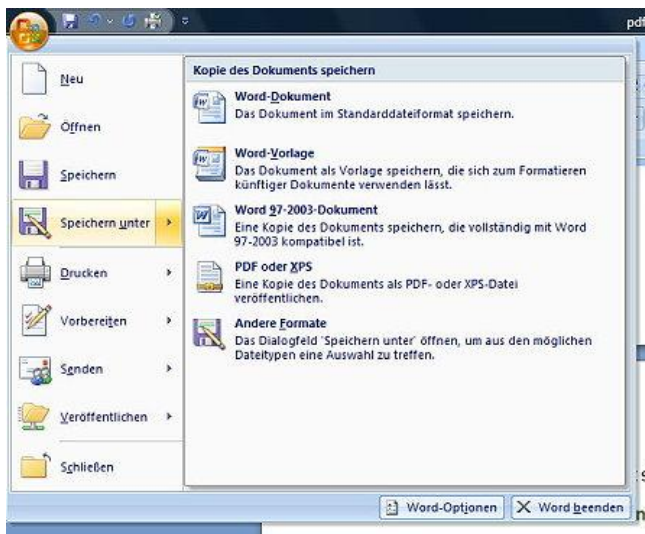 pdf
Neu
Öffnen
Speichern
Speichern unter
Drucken
Vorbereiten
Senden
Veröffentlichen
Schließen
Kopie des Dokuments speichern
Word-Dokument
Das Dokument im Standarddateiformat speichern.
Word-Vorlage
Das Dokument als Vorlage speichern, die sich zum Formatieren
künftiger Dokumente verwenden lässt.
Word 97-2003-Dokument
Eine Kopie des Dokuments speichern, die vollständig mit Word
97-2003 kompatibel ist.
PDF oder XPS
Eine Kopie des Dokuments als PDF- oder XPS-Datei
veröffentlichen.
Andere Formate
Das Dialogfeld 'Speichern unter' öffnen, um aus den möglichen
Dateitypen eine Auswahl zu treffen.
Word-Optionen
Word beenden